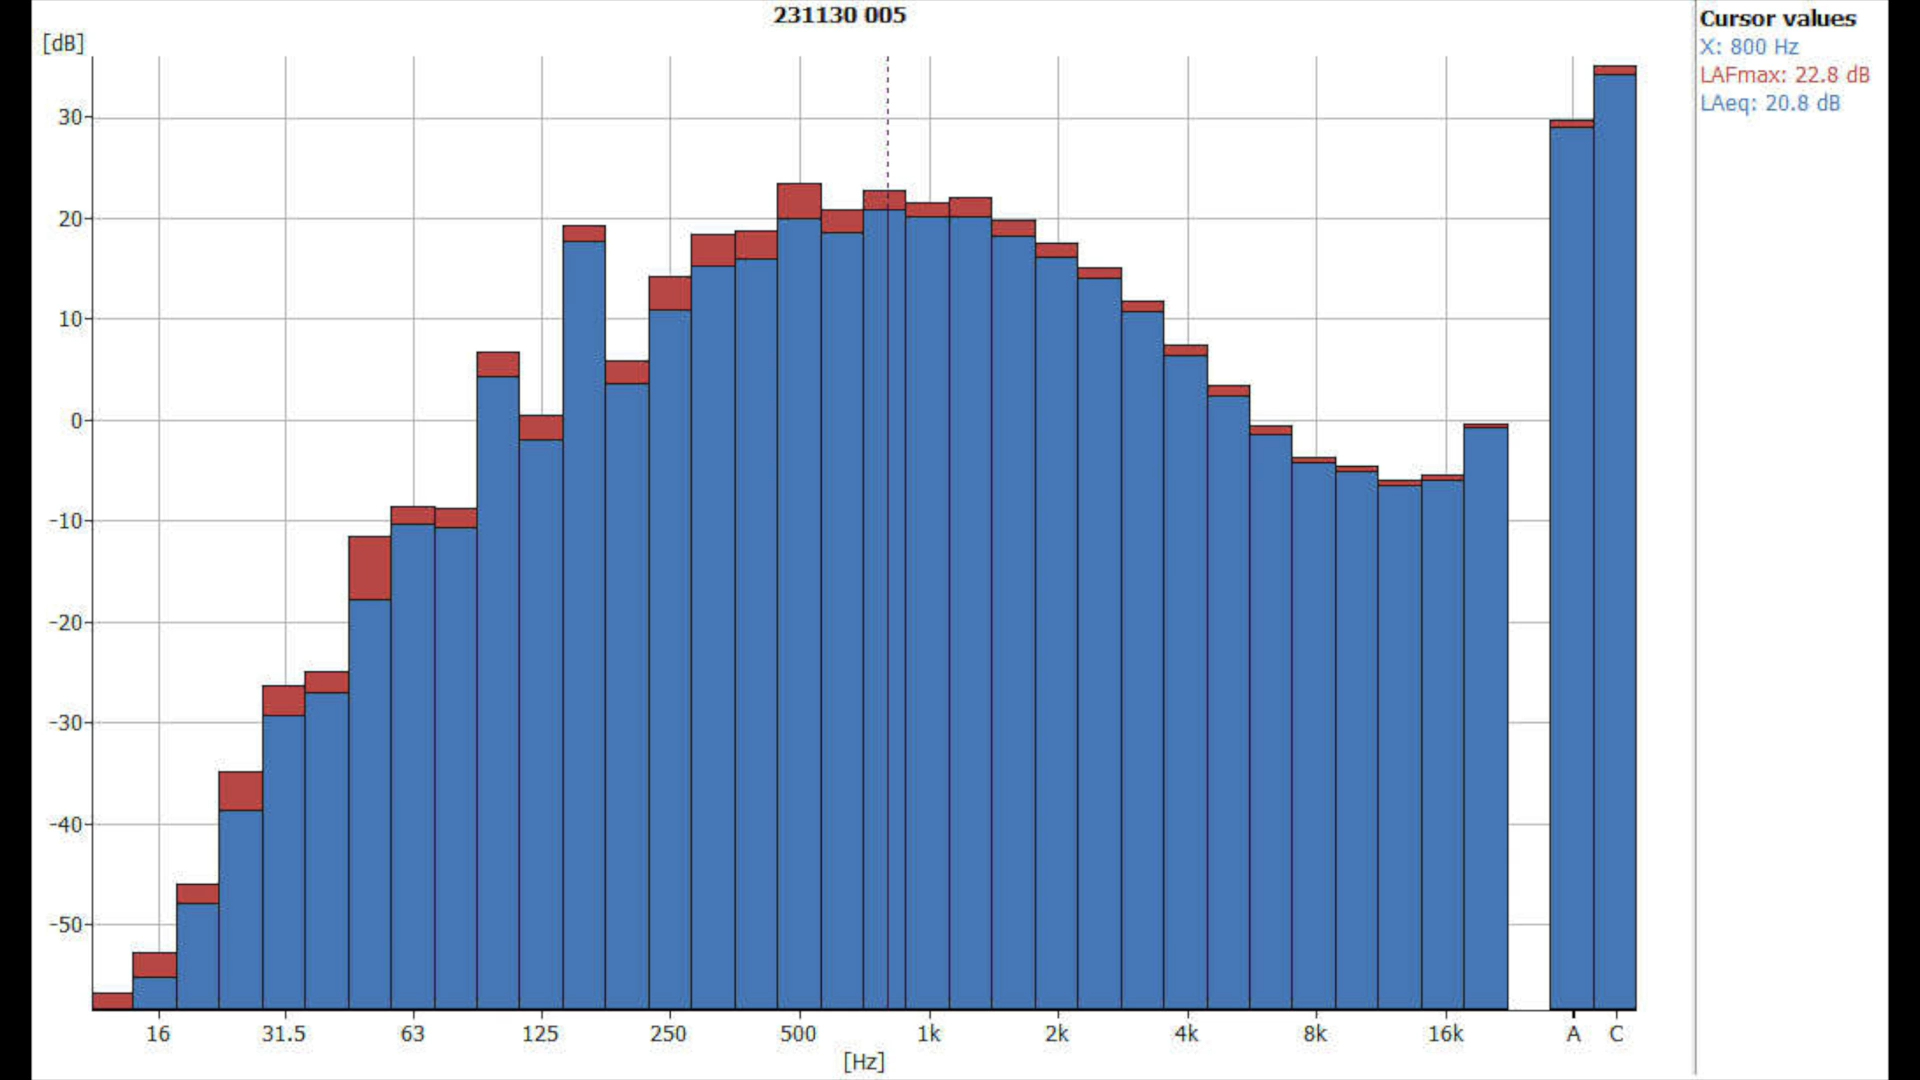 231130 005
[dB]
30
20
10
0
-10
-20
-30
-40
-50
16 31.5 63 125 250 500 1k 2k 4k 8k 16k A C
[Hz]
Cursor values
X: 800 Hz
LAFmax: 22.8 dB
LAeq: 20.8 dB